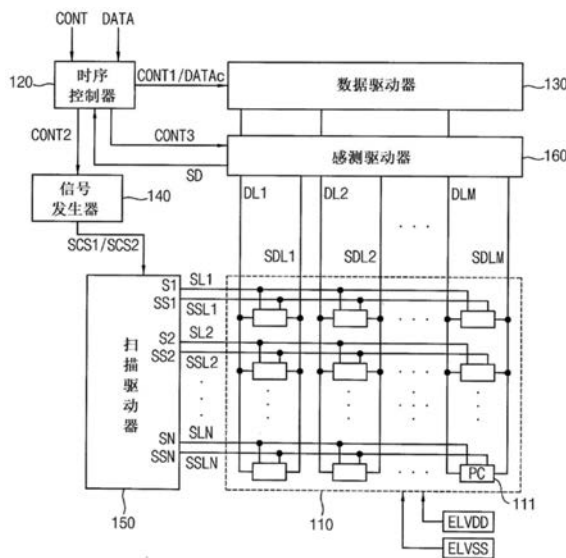 CONT DATA
120
时序
控制器
CONT1/DATAc
数据驱动器
130
CONT2
CONT3
SD
感测驱动器
160
信号
发生器
140
DL1 DL2 DLM
SCS1/SCS2
SDL1 SDL2 SDLM
. . .
扫描驱动器
S1 SL1
SS1 SSL1
S2 SL2
SS2 SSL2
SN SLN
SSN SSLN
PC
111
150
110
ELVDD
ELVSS